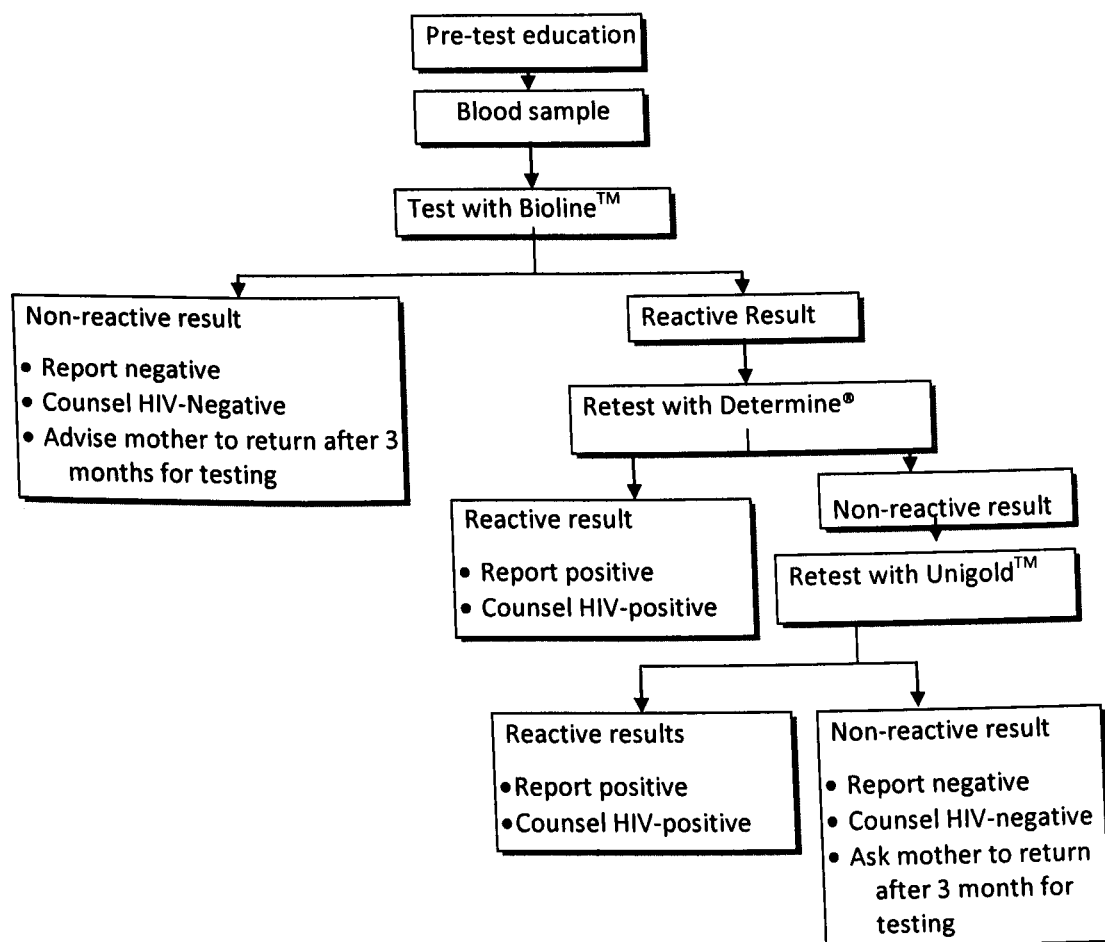 Pre-test education
Blood sample
Test with Bioline™
Non-reactive result
• Report negative
• Counsel HIV-Negative
• Advise mother to return after 3
months for testing
Reactive Result
Retest with Determine®
Reactive result
• Report positive
• Counsel HIV-positive
Non-reactive result
Retest with Unigold™
Reactive results
• Report positive
• Counsel HIV-positive
Non-reactive result
• Report negative
• Counsel HIV-negative
• Ask mother to return
after 3 month for
testing